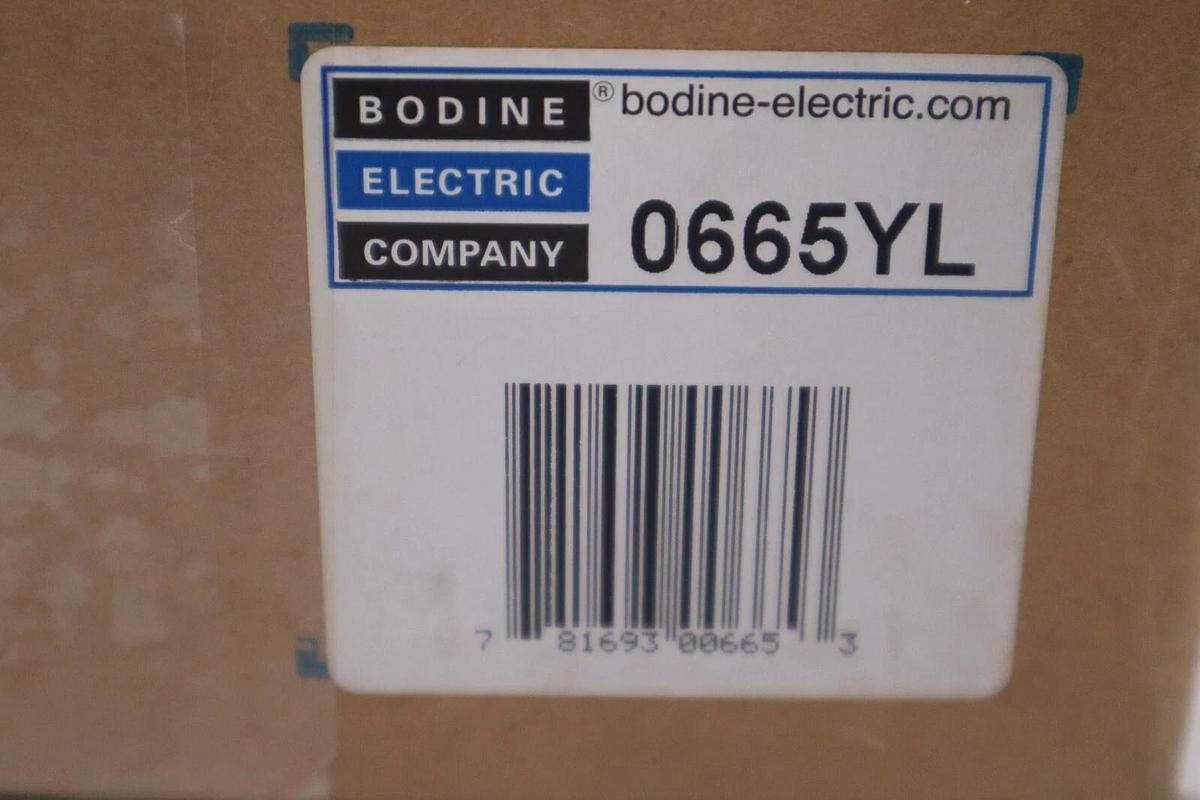 BODINE ® bodine-electric.com
ELECTRIC
COMPANY 0665YL
7 81693 00665 3